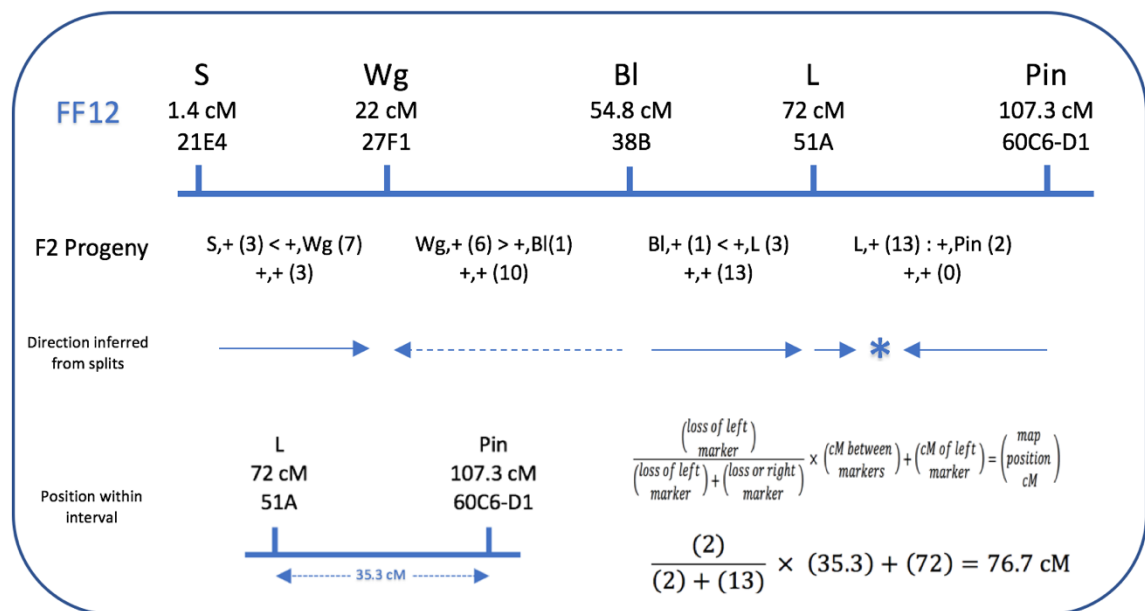 S Wg Bl L Pin
FF12 1.4 cM 22 cM 54.8 cM 72 cM 107.3 cM
21E4 27F1 38B 51A 60C6-D1
F2 Progeny S,+ (3) < +,Wg (7) Wg,+ (6) > +,Bl(1) Bl,+ (1) < +,L (3) L,+ (13) : +,Pin (2)
+,+ (3) +,+ (10) +,+ (13) +,+ (0)
Direction inferred
from splits
*
L Pin
72 cM 107.3 cM
51A 60C6-D1
Position within
interval
35.3 cM
(loss of left marker) / ((loss of left marker) + (loss or right marker)) × (cM between markers) + (cM of left marker) = (map position cM)
(2) / ((2) + (13)) × (35.3) + (72) = 76.7 cM